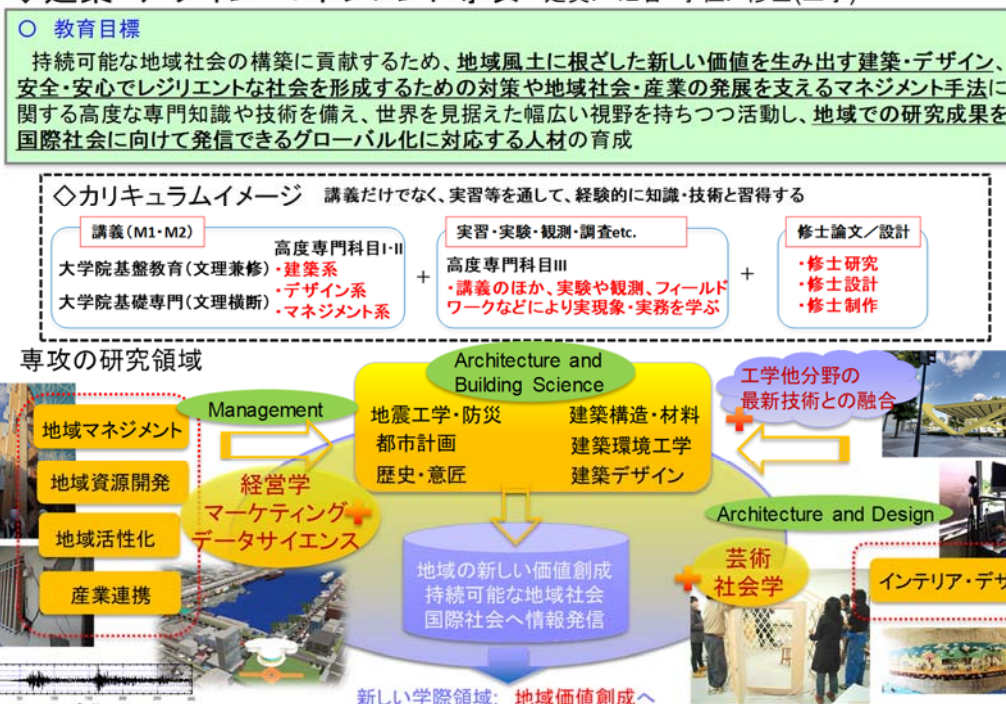 ○ 教育目標
持続可能な地域社会の構築に貢献するため、地域風土に根ざした新しい価値を生み出す建築・デザイン、
安全・安心でレジリエントな社会を形成するための対策や地域社会・産業の発展を支えるマネジメント手法に
関する高度な専門知識や技術を備え、世界を見据えた幅広い視野を持ちつつ活動し、地域での研究成果を
国際社会に向けて発信できるグローバル化に対応する人材の育成
◇カリキュラムイメージ 講義だけでなく、実習等を通して、経験的に知識・技術と習得する
講義(M1・M2)
高度専門科目I・II
大学院基盤教育(文理兼修)
・建築系
・デザイン系
大学院基礎専門(文理横断)
・マネジメント系
+
実習・実験・観測・調査etc.
高度専門科目III
・講義のほか、実験や観測、フィールド
ワークなどにより実現象・実務を学ぶ
+
修士論文/設計
・修士研究
・修士設計
・修士制作
専攻の研究領域
Management
地域マネジメント
地域資源開発
地域活性化
産業連携
経営学
マーケティング
データサイエンス
Architecture and
Building Science
地震工学・防災 建築構造・材料
都市計画 建築環境工学
歴史・意匠 建築デザイン
工学他分野の
最新技術との融合
Architecture and Design
芸術
社会学
インテリア・デザ
地域の新しい価値創成
持続可能な地域社会
国際社会へ情報発信
新しい学際領域: 地域価値創成へ